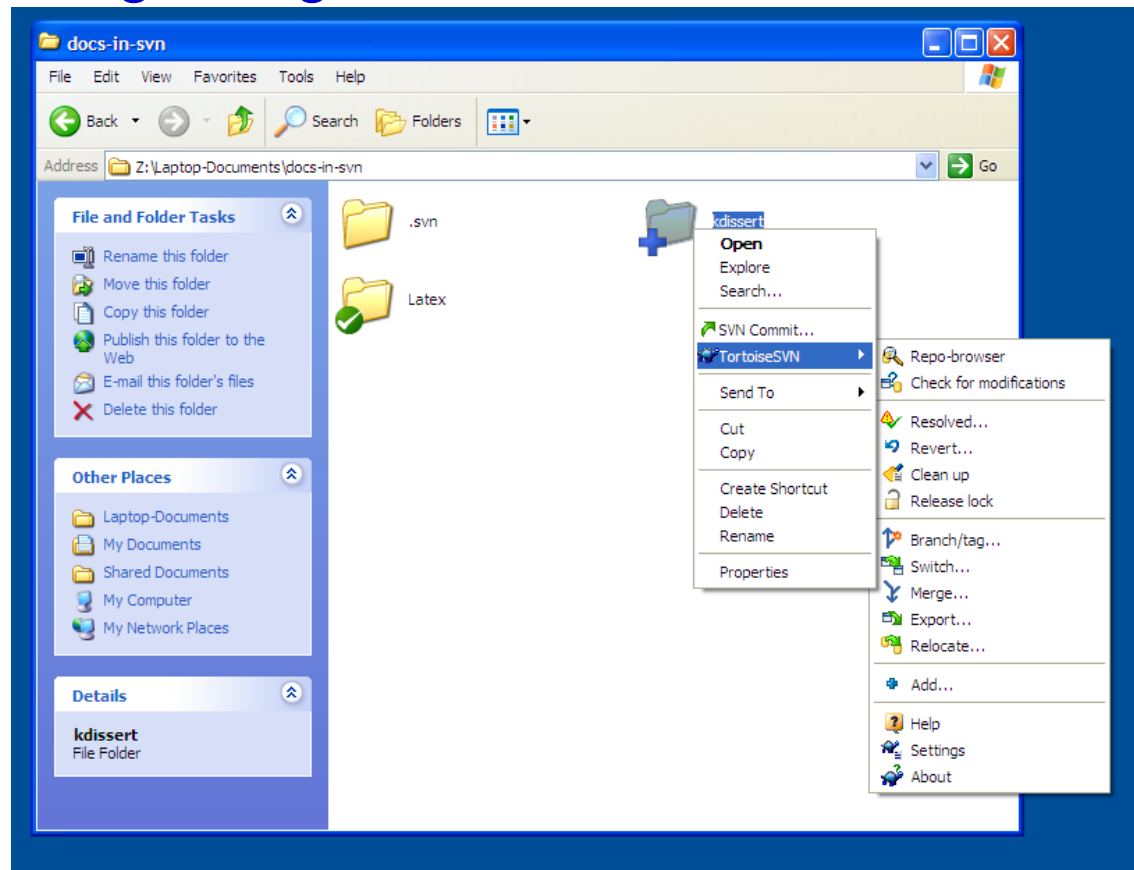 docs-in-svn
File Edit View Favorites Tools Help
Back Search Folders
Address Z:\Laptop-Documents\docs-in-svn Go
File and Folder Tasks
Rename this folder
Move this folder
Copy this folder
Publish this folder to the
Web
E-mail this folder's files
Delete this folder
Other Places
Laptop-Documents
My Documents
Shared Documents
My Computer
My Network Places
Details
kdissert
File Folder
.svn
kdissert
Latex
Open
Explore
Search...
SVN Commit...
TortoiseSVN
Send To
Cut
Copy
Create Shortcut
Delete
Rename
Properties
Repo-browser
Check for modifications
Resolved...
Revert...
Clean up
Release lock
Branch/tag...
Switch...
Merge...
Export...
Relocate...
Add...
Help
Settings
About